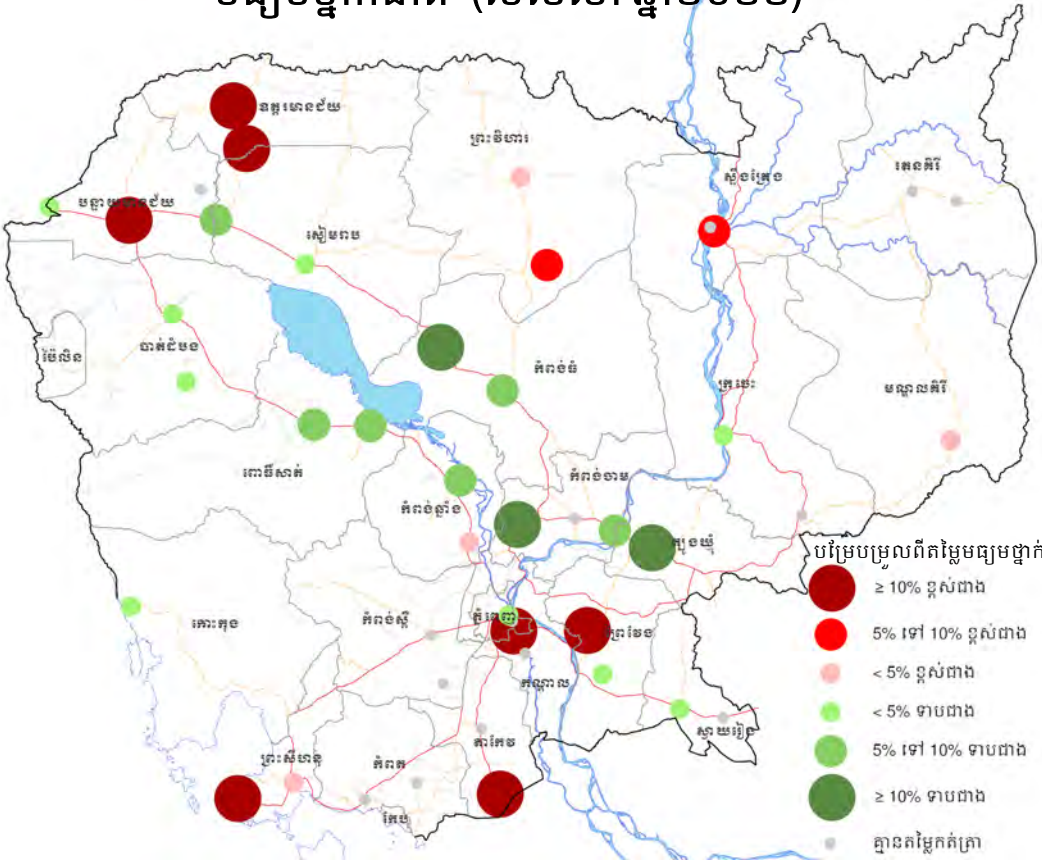 ឧត្តរមានជ័យ
ព្រះវិហារ
ស្ទឹងត្រែង
រតនគិរី
បន្ទាយមានជ័យ
សៀមរាប
ប៉ៃលិន
បាត់ដំបង
កំពង់ធំ
ក្រចេះ
មណ្ឌលគិរី
ពោធិ៍សាត់
កំពង់ចាម
កំពង់ឆ្នាំង
ត្បូងឃ្មុំ
កោះកុង
កំពង់ស្ពឺ
ភ្នំពេញ
ព្រៃវែង
កណ្តាល
ស្វាយរៀង
តាកែវ
ព្រះសីហនុ
កំពត
កែប
បម្រែបម្រួលពីតម្លៃមធ្យមថ្នាក់
≥ 10% ខ្ពស់ជាង
5% ទៅ 10% ខ្ពស់ជាង
< 5% ខ្ពស់ជាង
< 5% ទាបជាង
5% ទៅ 10% ទាបជាង
≥ 10% ទាបជាង
គ្មានតម្លៃកត់ត្រា